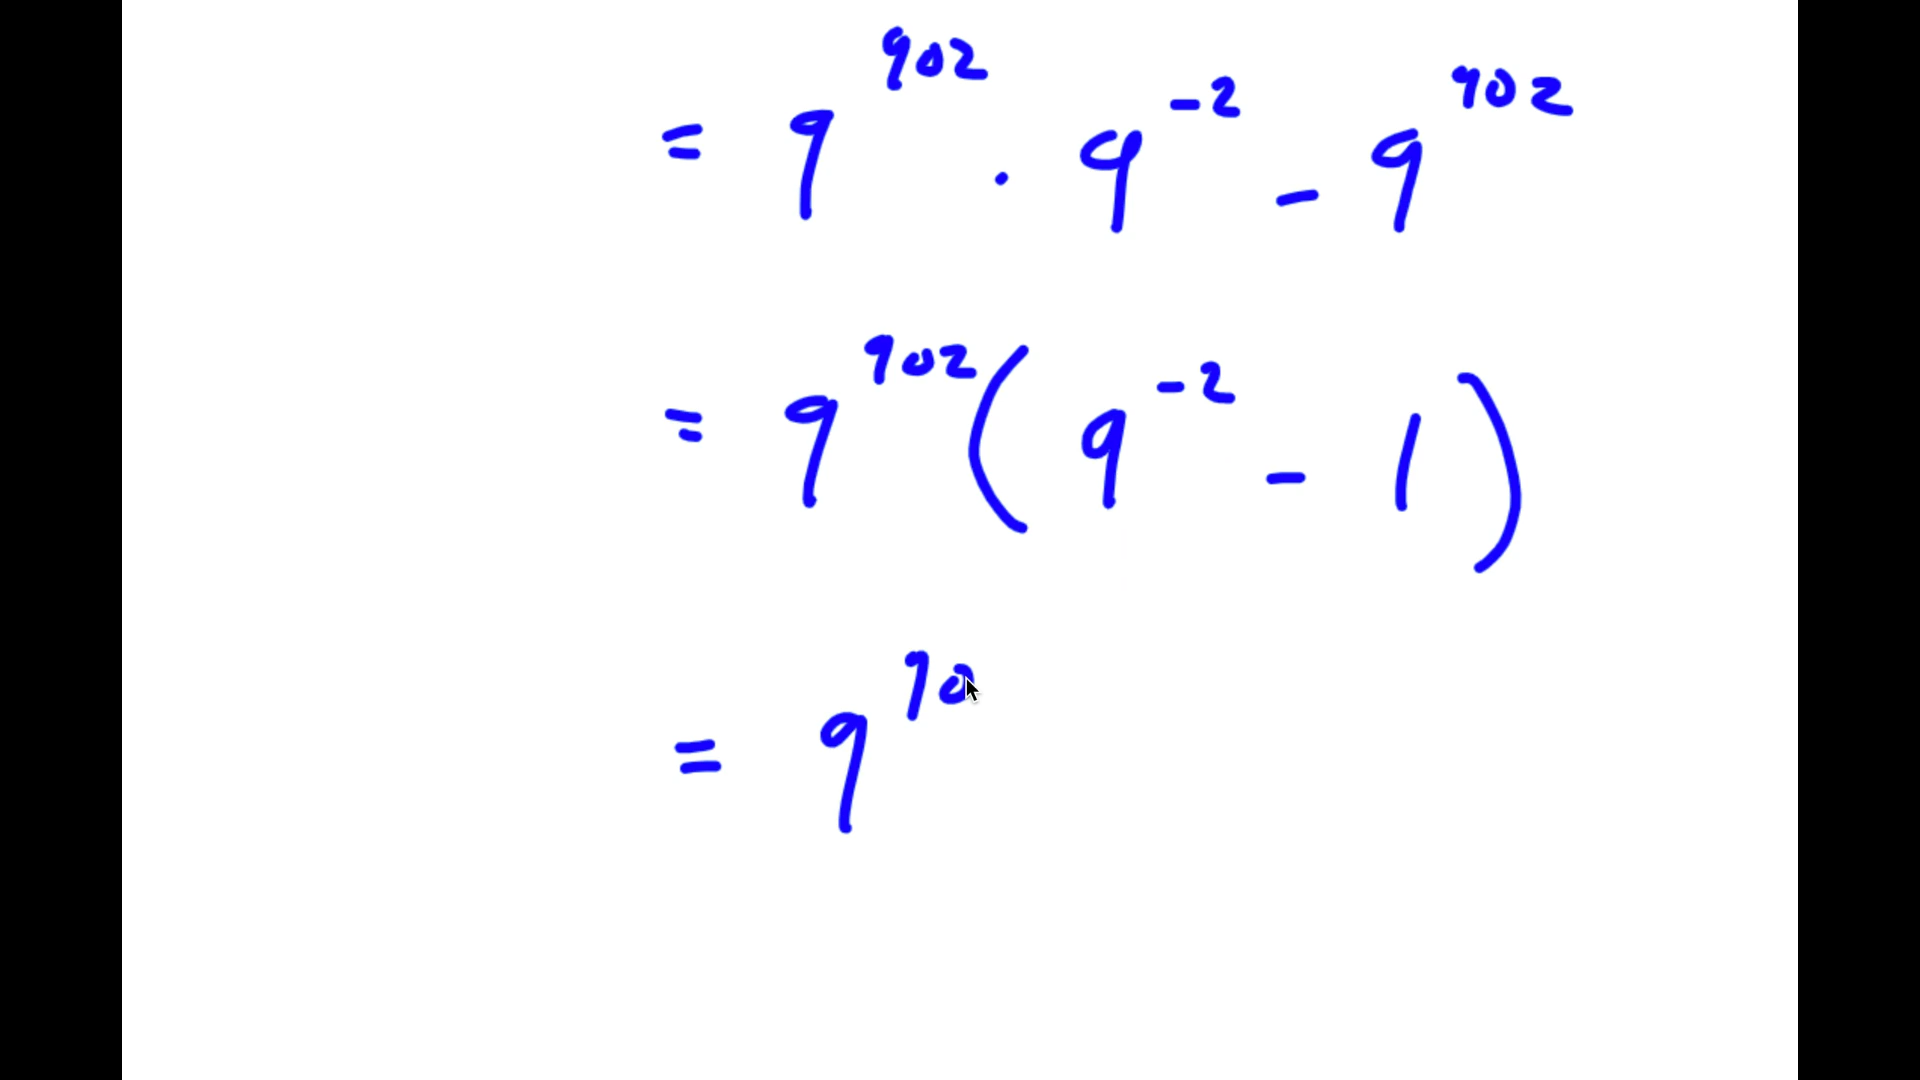 = 9^902 · 9^-2 - 9^902
= 9^902 ( 9^-2 - 1 )
= 9^90